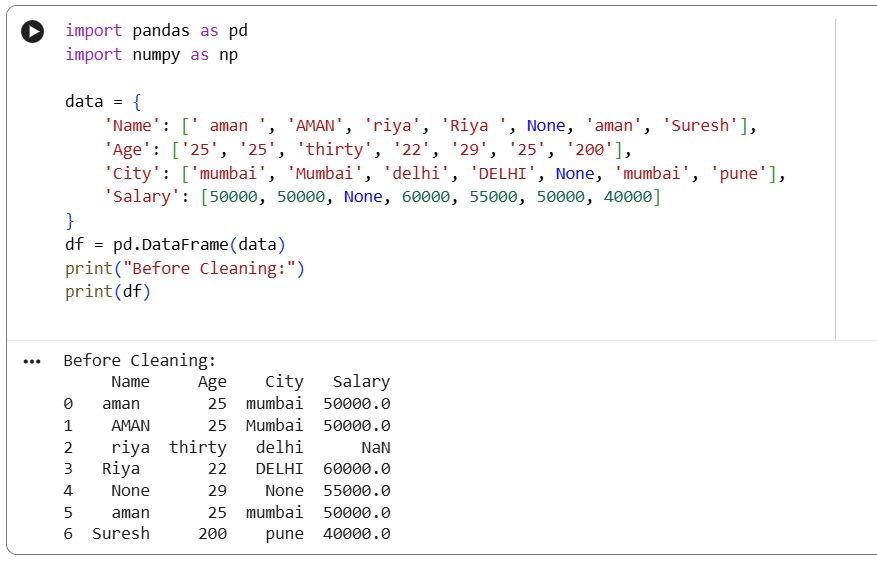 import pandas as pd
import numpy as np
data = {
    'Name': [' aman ', 'AMAN', 'riya', 'Riya ', None, 'aman', 'Suresh'],
    'Age': ['25', '25', 'thirty', '22', '29', '25', '200'],
    'City': ['mumbai', 'Mumbai', 'delhi', 'DELHI', None, 'mumbai', 'pune'],
    'Salary': [50000, 50000, None, 60000, 55000, 50000, 40000]
}
df = pd.DataFrame(data)
print("Before Cleaning:")
print(df)
Before Cleaning:
     Name     Age    City   Salary
0   aman       25  mumbai  50000.0
1    AMAN      25  Mumbai  50000.0
2    riya  thirty   delhi      NaN
3   Riya       22   DELHI  60000.0
4    None      29    None  55000.0
5    aman      25  mumbai  50000.0
6  Suresh     200    pune  40000.0